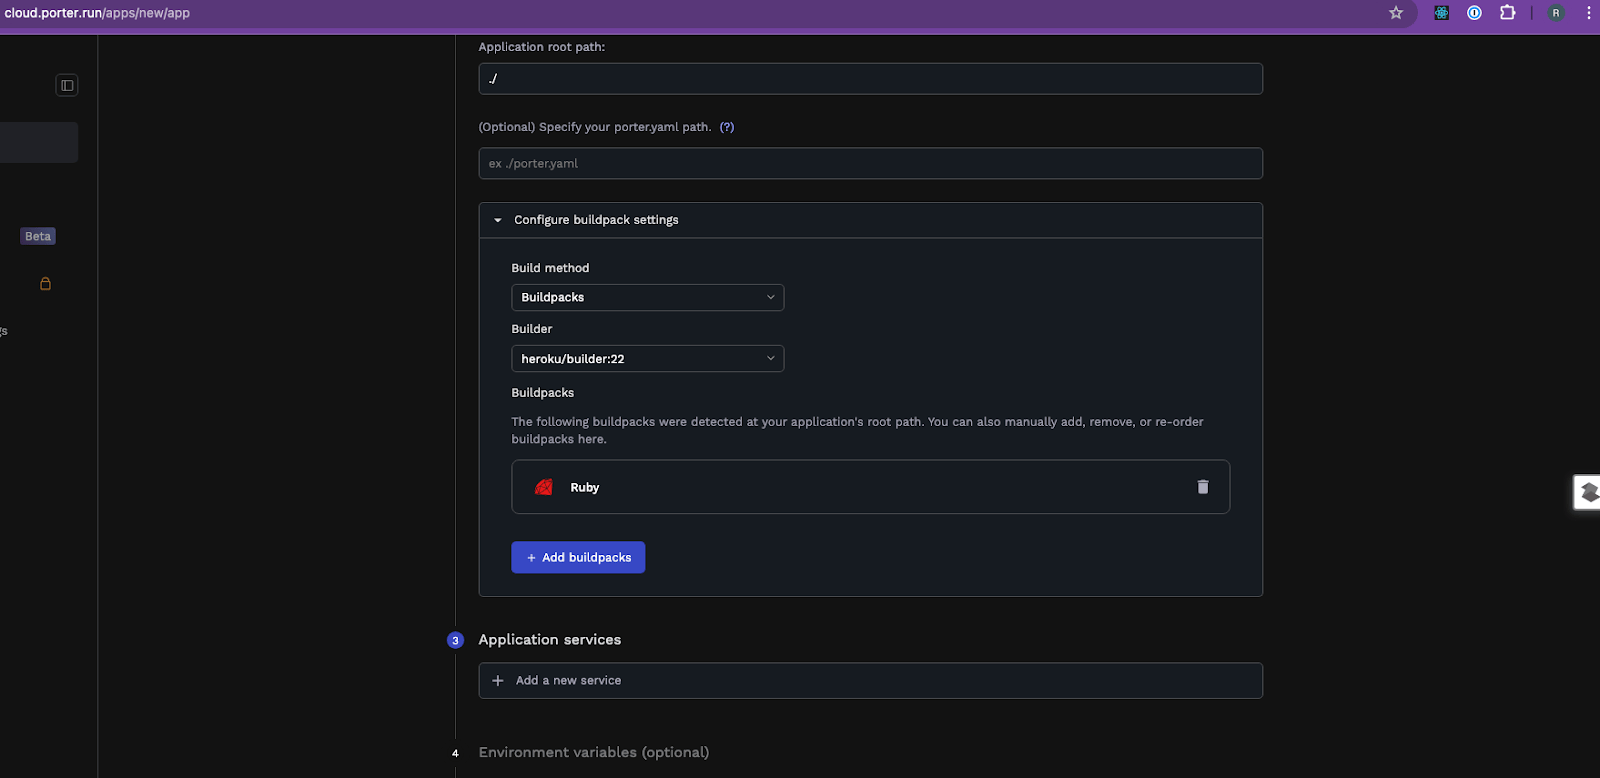 cloud.porter.run/apps/new/app
R
Application root path:
./
(Optional) Specify your porter.yaml path. (?)
ex ./porter.yaml
Configure buildpack settings
Beta
Build method
Buildpacks
gs
Builder
heroku/builder:22
Buildpacks
The following buildpacks were detected at your application's root path. You can also manually add, remove, or re-order
buildpacks here.
Ruby
+ Add buildpacks
3 Application services
+ Add a new service
4 Environment variables (optional)